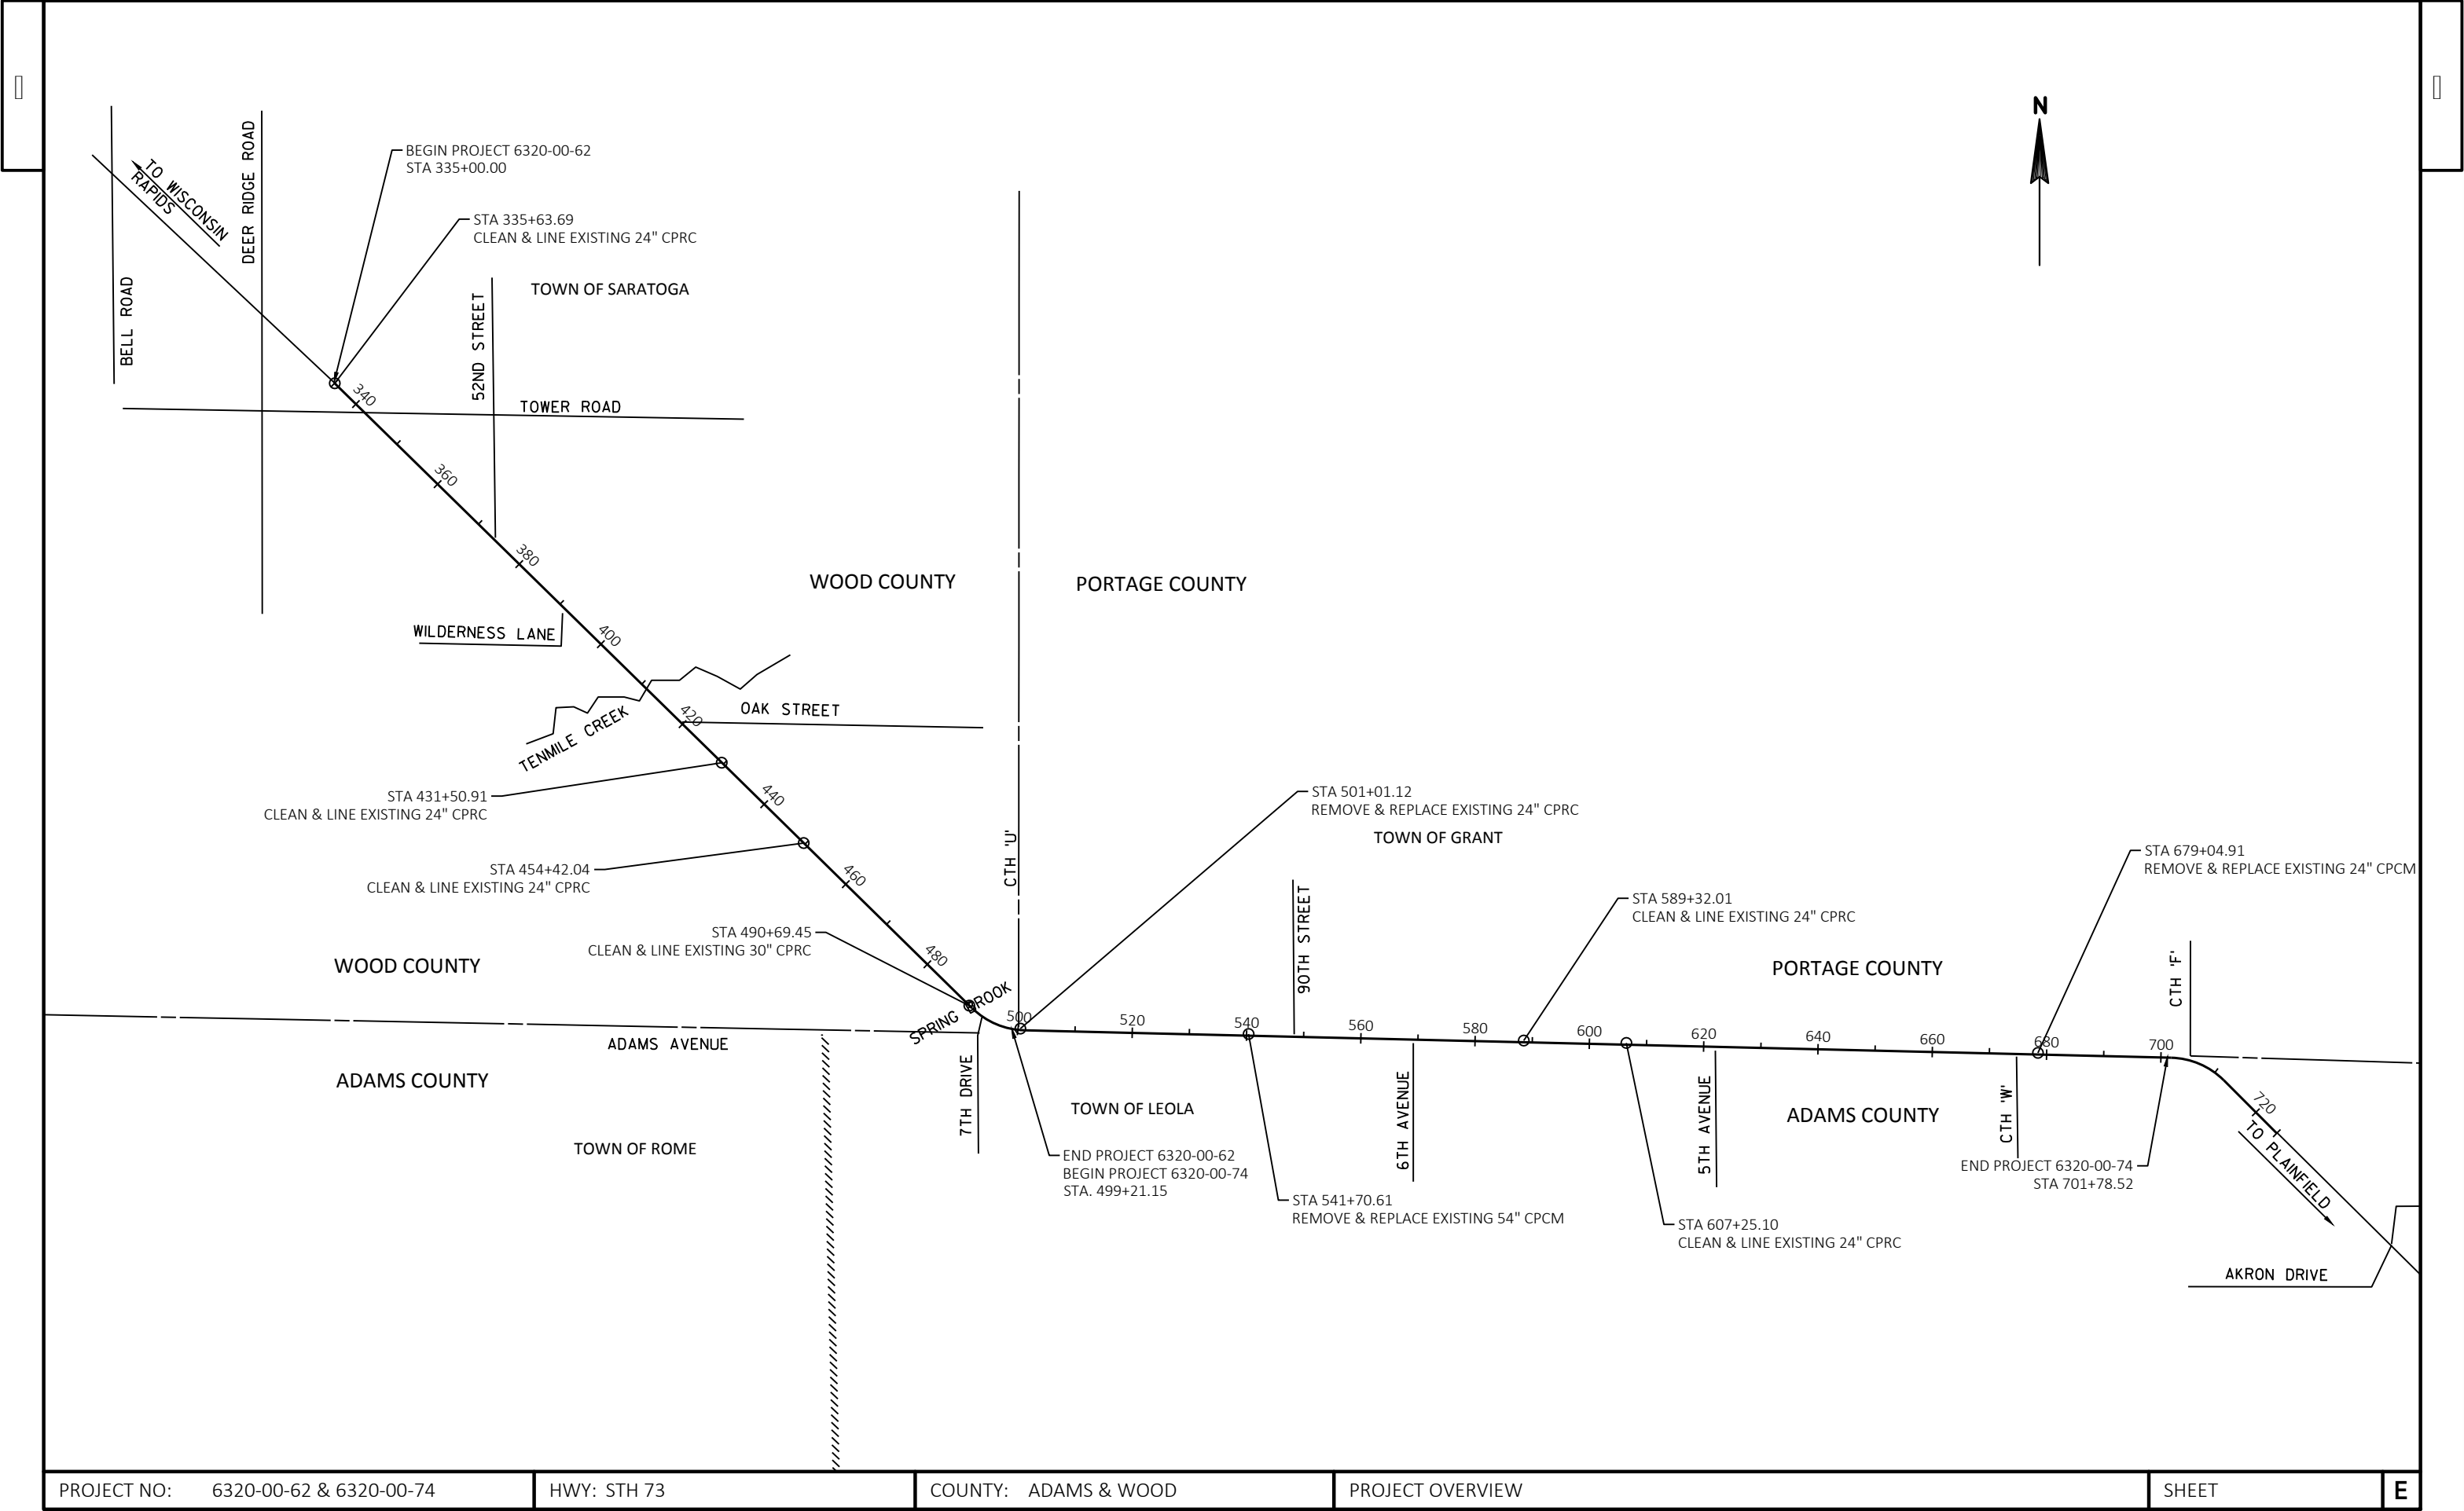 N
BEGIN PROJECT 6320-00-62
STA 335+00.00
TO WISCONSIN
RAPIDS
DEER RIDGE ROAD
BELL ROAD
STA 335+63.69
CLEAN & LINE EXISTING 24" CPRC
TOWN OF SARATOGA
52ND STREET
TOWER ROAD
340
360
380
WOOD COUNTY
PORTAGE COUNTY
WILDERNESS LANE
400
TENMILE CREEK
OAK STREET
420
STA 431+50.91
CLEAN & LINE EXISTING 24" CPRC
440
STA 501+01.12
REMOVE & REPLACE EXISTING 24" CPRC
TOWN OF GRANT
CTH 'U'
STA 454+42.04
CLEAN & LINE EXISTING 24" CPRC
460
STA 679+04.91
REMOVE & REPLACE EXISTING 24" CPCM
STA 589+32.01
CLEAN & LINE EXISTING 24" CPRC
90TH STREET
STA 490+69.45
CLEAN & LINE EXISTING 30" CPRC
480
WOOD COUNTY
PORTAGE COUNTY
CTH 'F'
SPRING BROOK
500
520
540
560
580
600
620
640
660
680
700
720
ADAMS AVENUE
ADAMS COUNTY
7TH DRIVE
TOWN OF LEOLA
6TH AVENUE
5TH AVENUE
ADAMS COUNTY
CTH 'W'
TOWN OF ROME
END PROJECT 6320-00-62
BEGIN PROJECT 6320-00-74
STA. 499+21.15
END PROJECT 6320-00-74
STA 701+78.52
TO PLAINFIELD
STA 541+70.61
REMOVE & REPLACE EXISTING 54" CPCM
STA 607+25.10
CLEAN & LINE EXISTING 24" CPRC
AKRON DRIVE
PROJECT NO: 6320-00-62 & 6320-00-74
HWY: STH 73
COUNTY: ADAMS & WOOD
PROJECT OVERVIEW
SHEET
E